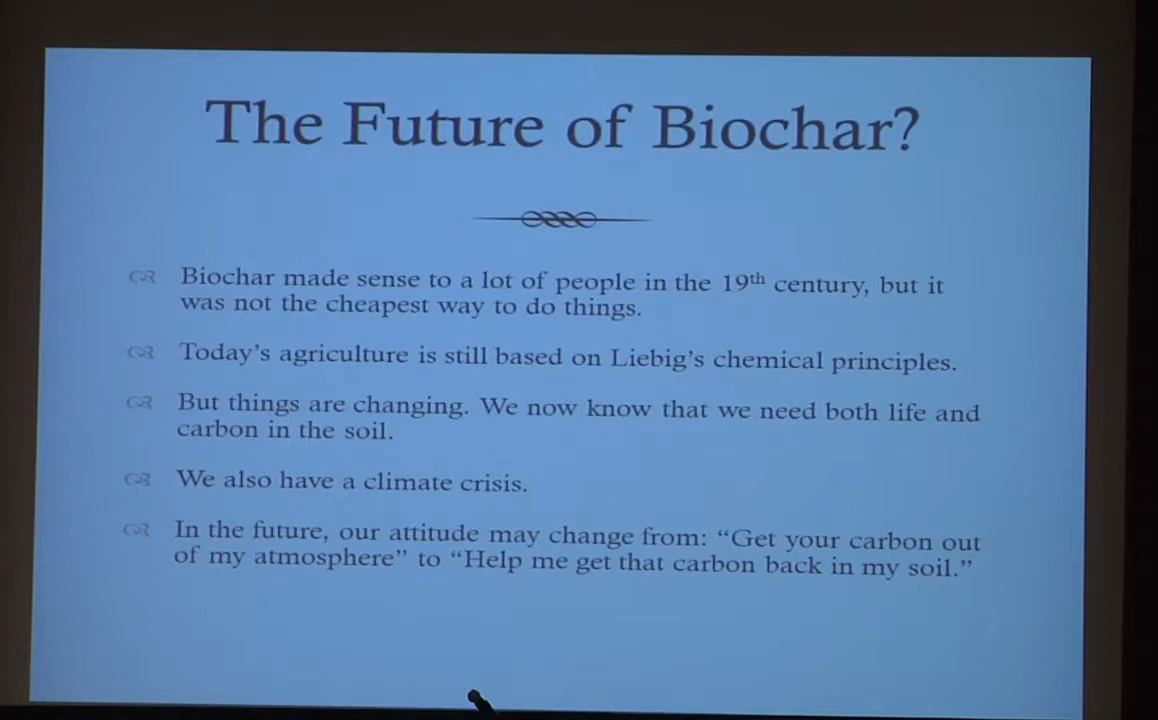 The Future of Biochar?
Biochar made sense to a lot of people in the 19th century, but it
was not the cheapest way to do things.
Today's agriculture is still based on Liebig's chemical principles.
But things are changing. We now know that we need both life and
carbon in the soil.
We also have a climate crisis.
In the future, our attitude may change from: “Get your carbon out
of my atmosphere” to “Help me get that carbon back in my soil.”